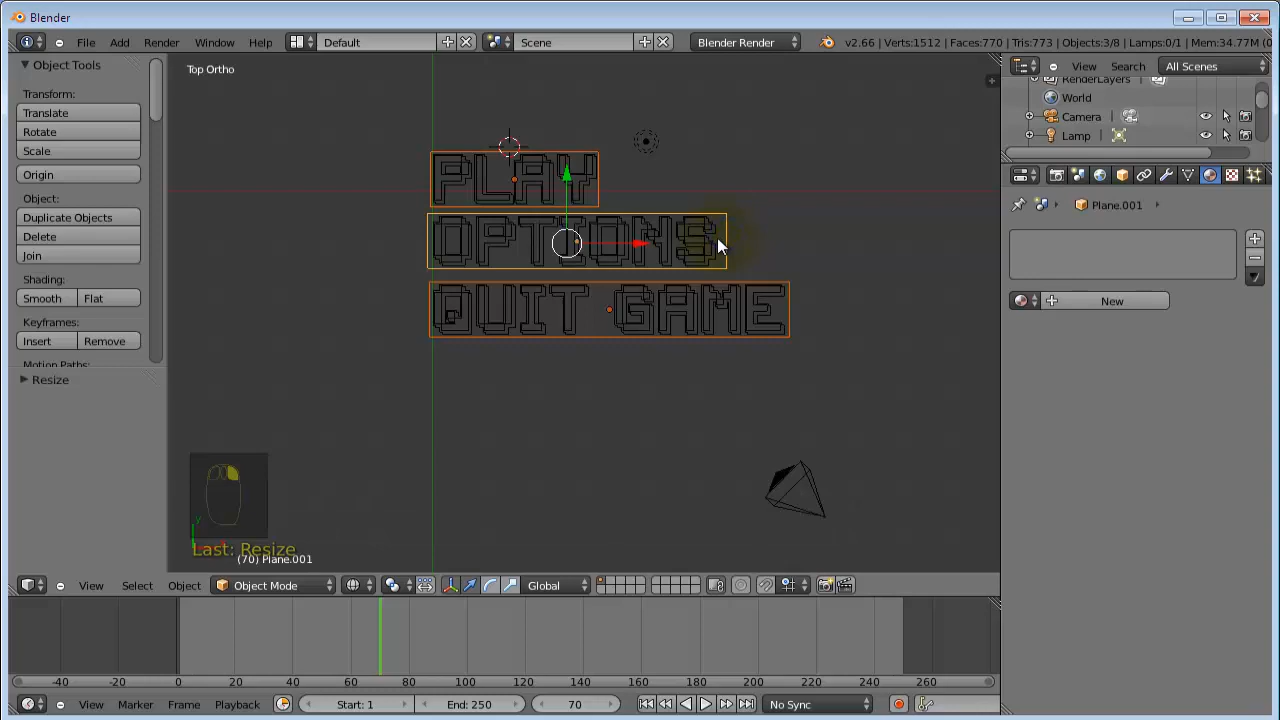 Blender
File Add Render Window Help Default Scene Blender Render v2.66 | Verts:1512 | Faces:770 | Tris:773 | Objects:3/8 | Lamps:0/1 | Mem:34.77M (0
Object Tools
Transform:
Translate
Rotate
Scale
Origin
Object:
Duplicate Objects
Delete
Join
Shading:
Smooth Flat
Keyframes:
Insert Remove
Motion Paths:
Resize
Top Ortho
PLAY
OPTIONS
QUIT GAME
y
Last: Resize
(70) Plane.001
View Search All Scenes
RenderLayers
World
Camera
Lamp
Plane.001
New
View Select Object Object Mode Global
-40 -20 0 20 40 60 80 100 120 140 160 180 200 220 240 260
View Marker Frame Playback Start: 1 End: 250 70 No Sync